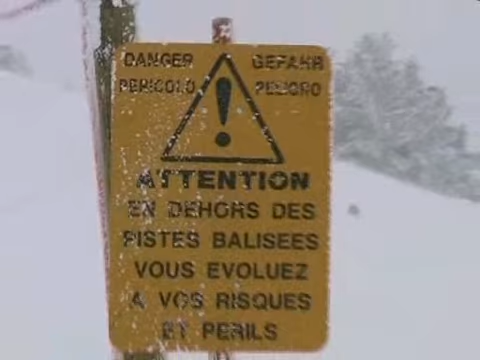 DANGER GEFAHR
PERICOLO PELIGRO
ATTENTION
EN DEHORS DES
PISTES BALISEES
VOUS EVOLUEZ
A VOS RISQUES
ET PERILS